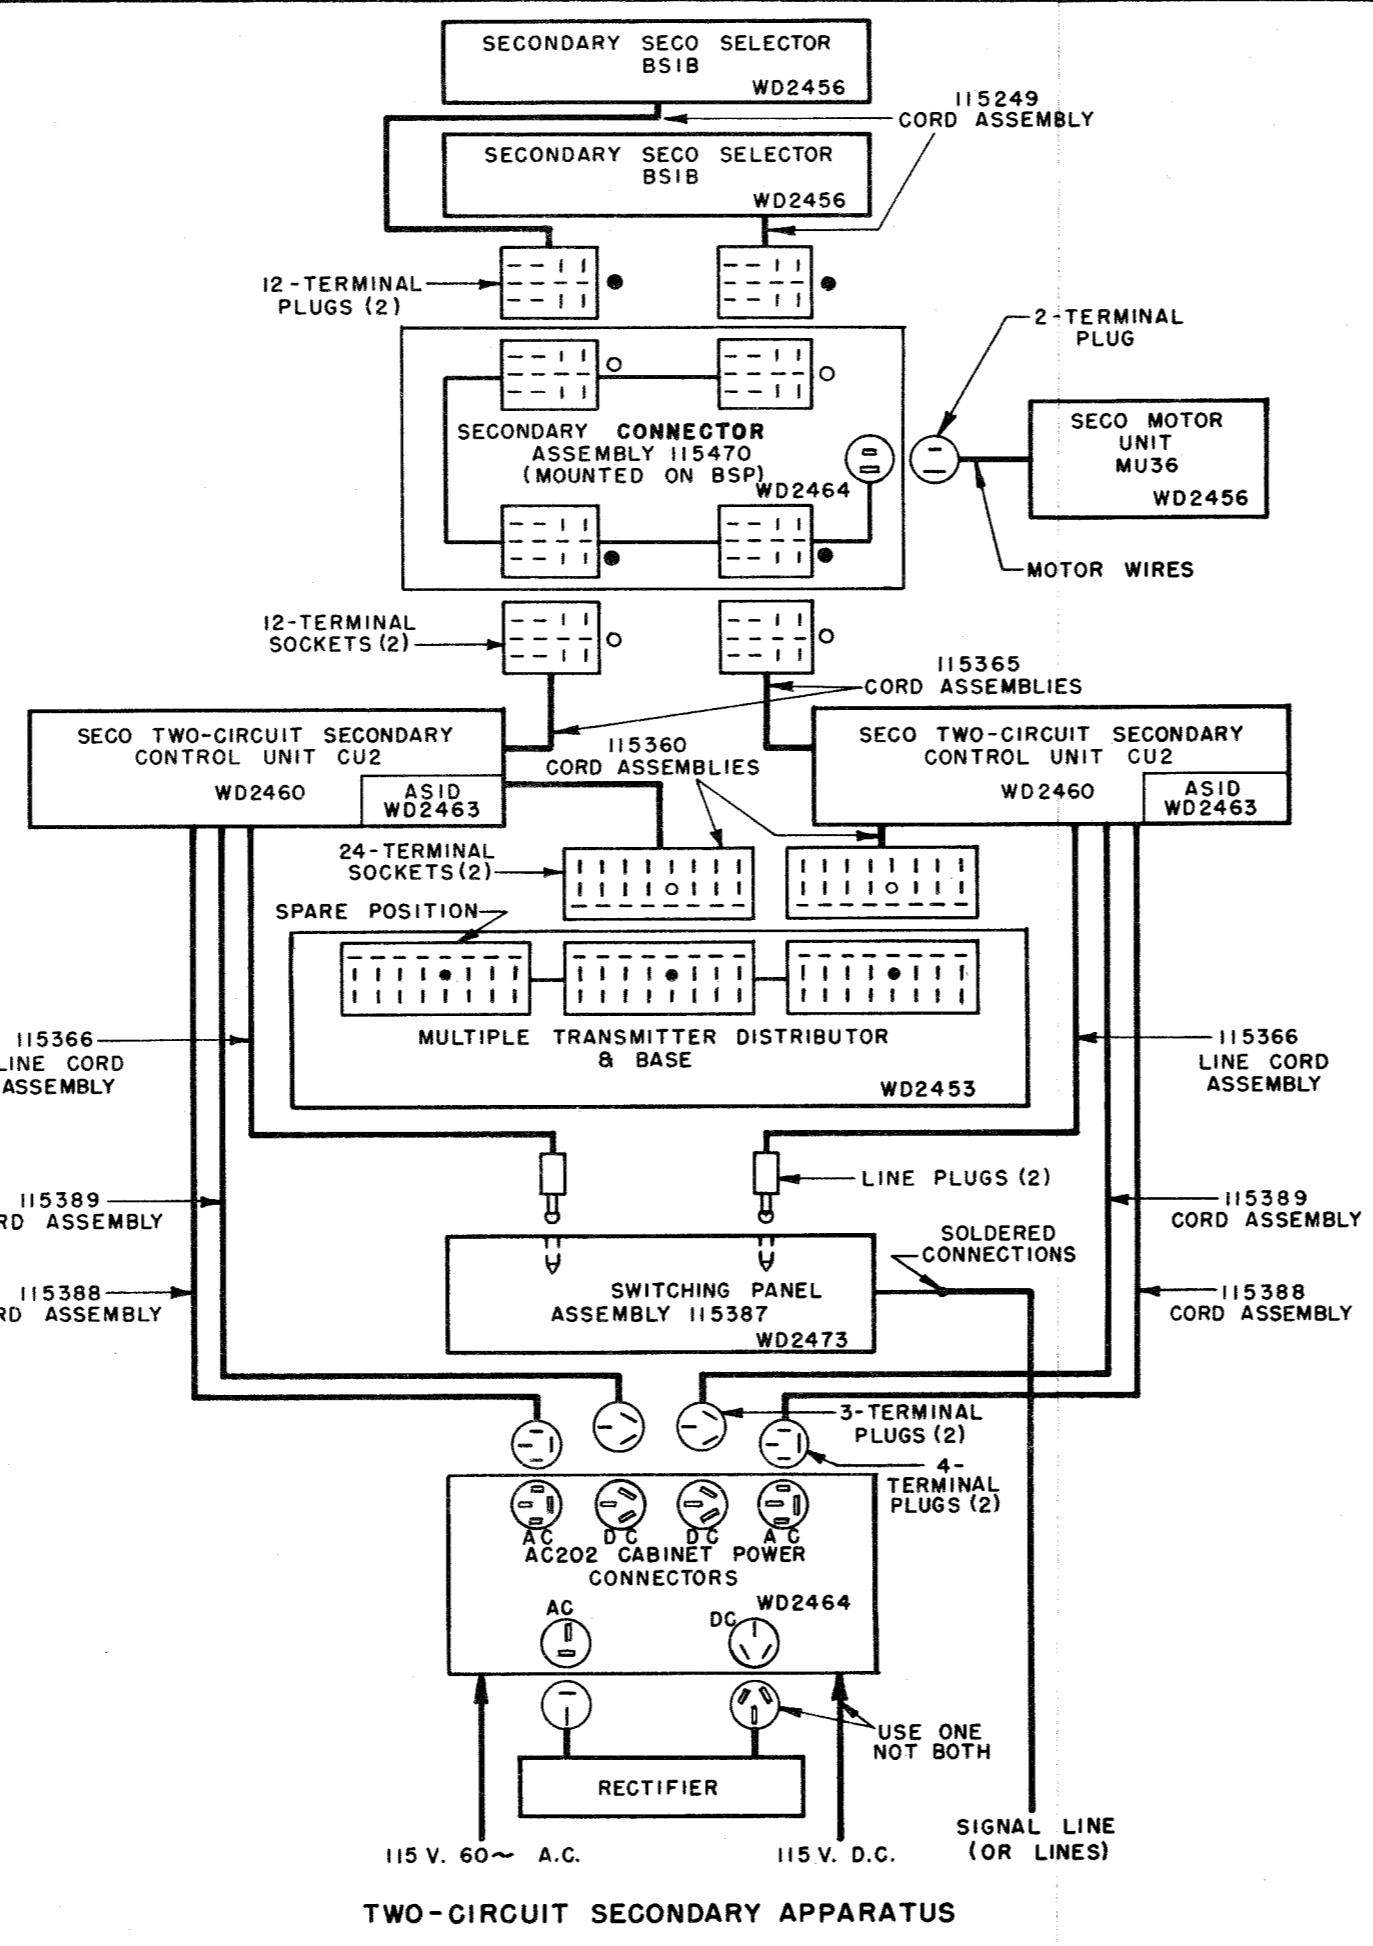 SECONDARY SECO SELECTOR
BS1B
WD2456
115249
CORD ASSEMBLY
SECONDARY SECO SELECTOR
BS1B
WD2456
12-TERMINAL
PLUGS (2)
2-TERMINAL
PLUG
SECO MOTOR
UNIT
MU36
WD2456
SECONDARY CONNECTOR
ASSEMBLY 115470
(MOUNTED ON BSP)
WD2464
MOTOR WIRES
12-TERMINAL
SOCKETS (2)
115365
CORD ASSEMBLIES
SECO TWO-CIRCUIT SECONDARY
CONTROL UNIT CU2
WD2460
ASID
WD2463
115360
CORD ASSEMBLIES
SECO TWO-CIRCUIT SECONDARY
CONTROL UNIT CU2
WD2460
ASID
WD2463
24-TERMINAL
SOCKETS (2)
SPARE POSITION
MULTIPLE TRANSMITTER DISTRIBUTOR
& BASE
WD2453
115366
LINE CORD
ASSEMBLY
115366
LINE CORD
ASSEMBLY
LINE PLUGS (2)
115389
RD ASSEMBLY
115389
CORD ASSEMBLY
SOLDERED
CONNECTIONS
115388
RD ASSEMBLY
SWITCHING PANEL
ASSEMBLY 115387
WD2473
115388
CORD ASSEMBLY
3-TERMINAL
PLUGS (2)
4-
TERMINAL
PLUGS (2)
AC DC DC AC
AC202 CABINET POWER
CONNECTORS
WD2464
AC
DC
USE ONE
NOT BOTH
RECTIFIER
115 V. 60~ A.C.
115 V. D.C.
SIGNAL LINE
(OR LINES)
TWO-CIRCUIT SECONDARY APPARATUS